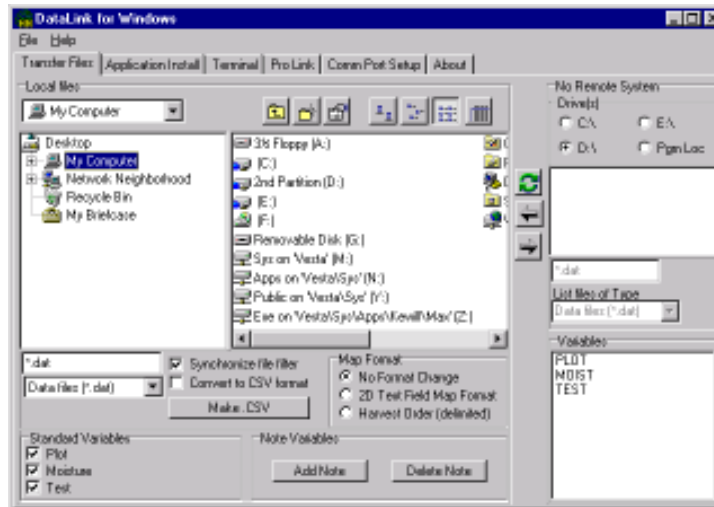 DataLink for Windows
File Help
Transfer Files Application Install Terminal Pro Link Comm Port Setup About
Local files
My Computer
Desktop
My Computer
Network Neighborhood
Recycle Bin
My Briefcase
3½ Floppy (A:)
(C:)
2nd Partition (D:)
(E:)
(F:)
Removable Disk (G:)
Sys on 'Vesta' (M:)
Apps on 'Vesta\Sys' (N:)
Public on 'Vesta\Sys' (Y:)
Exe on 'Vesta\Sys\Apps\Kewill\Max' (Z:)
No Remote System
Drive(s)
C:\ E:\
D:\ Pgm Loc
*.dat
List files of Type
Data files (*.dat)
Variables
PLOT
MOIST
TEST
*.dat
Data files (*.dat)
Synchronize file filter
Convert to CSV format
Make .CSV
Map Format
No Format Change
2D Text Field Map Format
Harvest Order (delimited)
Standard Variables
Plot
Moisture
Test
Note Variables
Add Note Delete Note